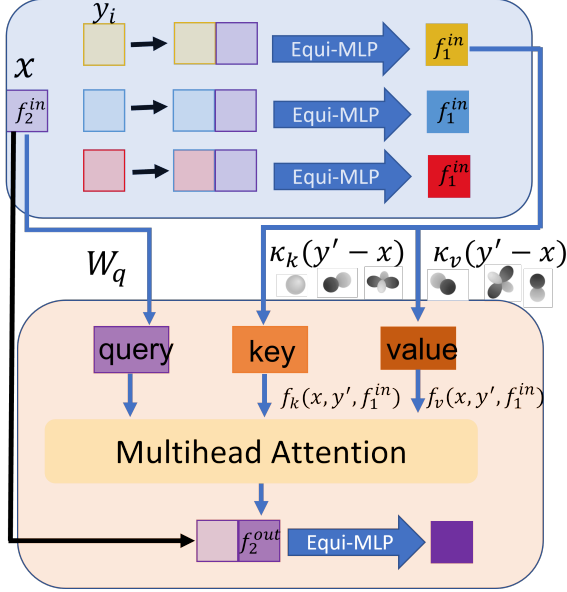 y_i
x
Equi-MLP
f_1^{in}
f_2^{in}
Equi-MLP
f_1^{in}
Equi-MLP
f_1^{in}
W_q
κ_k(y′ − x)
κ_v(y′ − x)
query
key
value
f_k(x, y′, f_1^{in})
f_v(x, y′, f_1^{in})
Multihead Attention
f_2^{out}
Equi-MLP